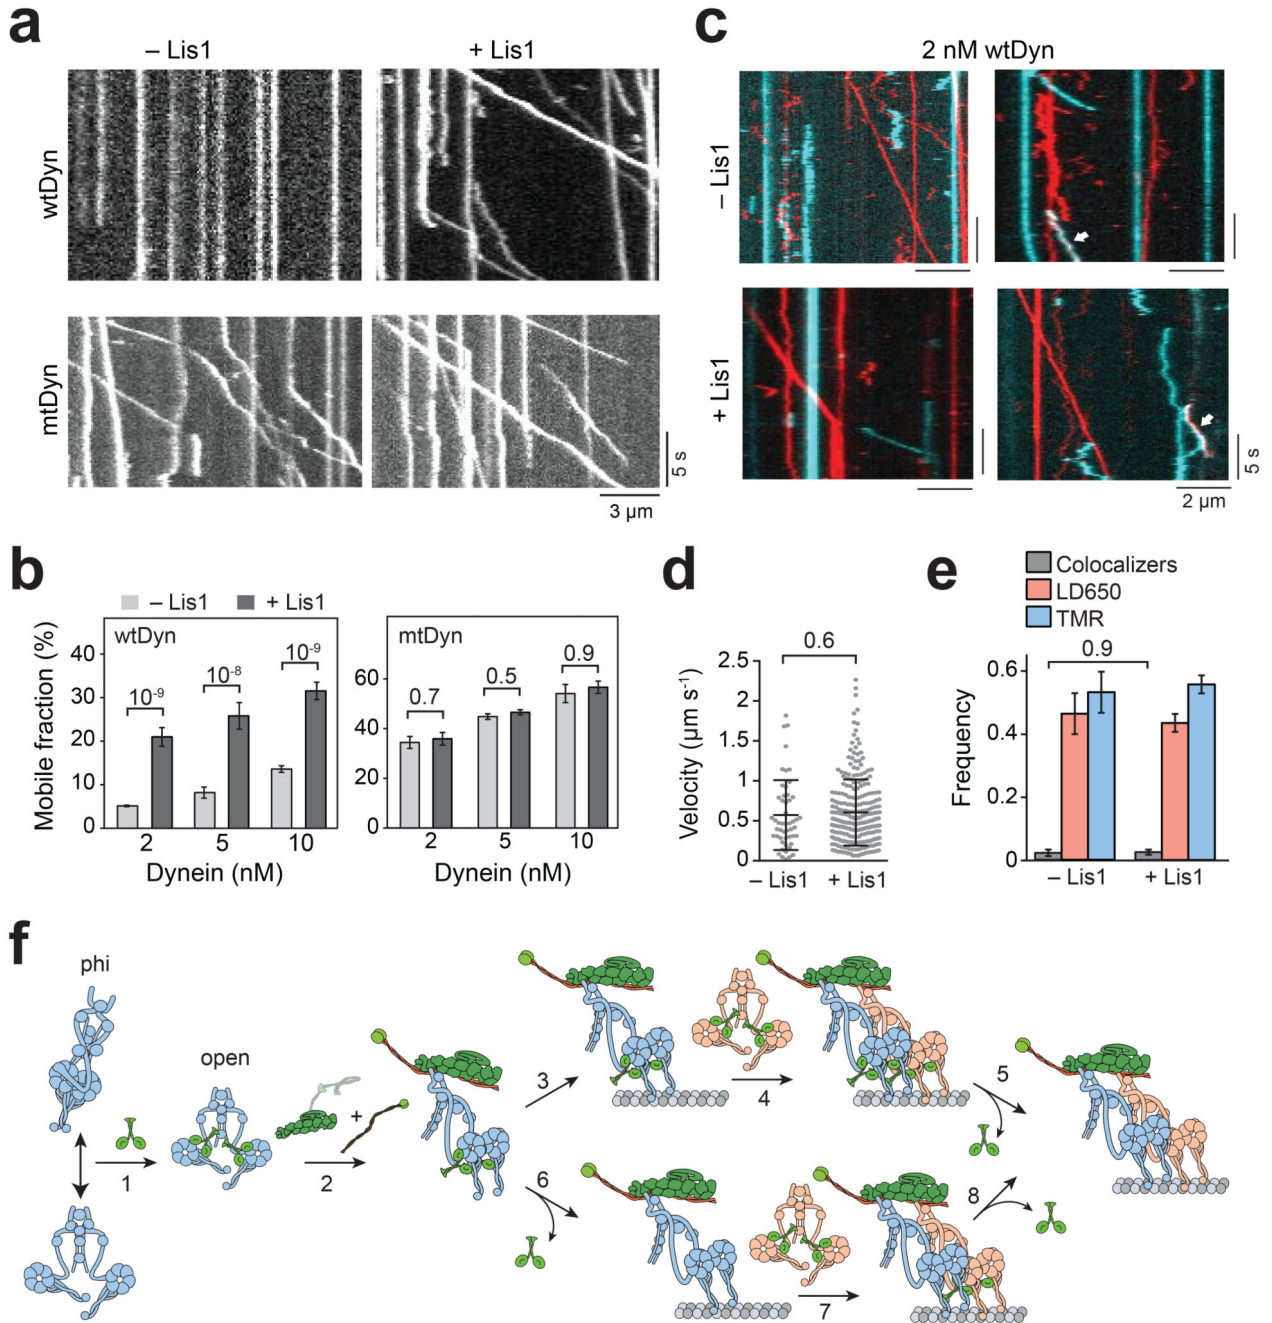 a
– Lis1
+ Lis1
wtDyn
mtDyn
5 s
3 µm
c
2 nM wtDyn
– Lis1
+ Lis1
5 s
2 µm
b
– Lis1
+ Lis1
Mobile fraction (%)
wtDyn
40
30
20
10
0
10⁻⁹
10⁻⁸
10⁻⁹
2
5
10
Dynein (nM)
mtDyn
60
40
20
0
0.7
0.5
0.9
2
5
10
Dynein (nM)
d
Velocity (µm s⁻¹)
2.5
2
1.5
1
0.5
0
0.6
– Lis1
+ Lis1
e
Colocalizers
LD650
TMR
Frequency
0.6
0.4
0.2
0
0.9
– Lis1
+ Lis1
f
phi
open
1
2
+
3
4
5
6
7
8